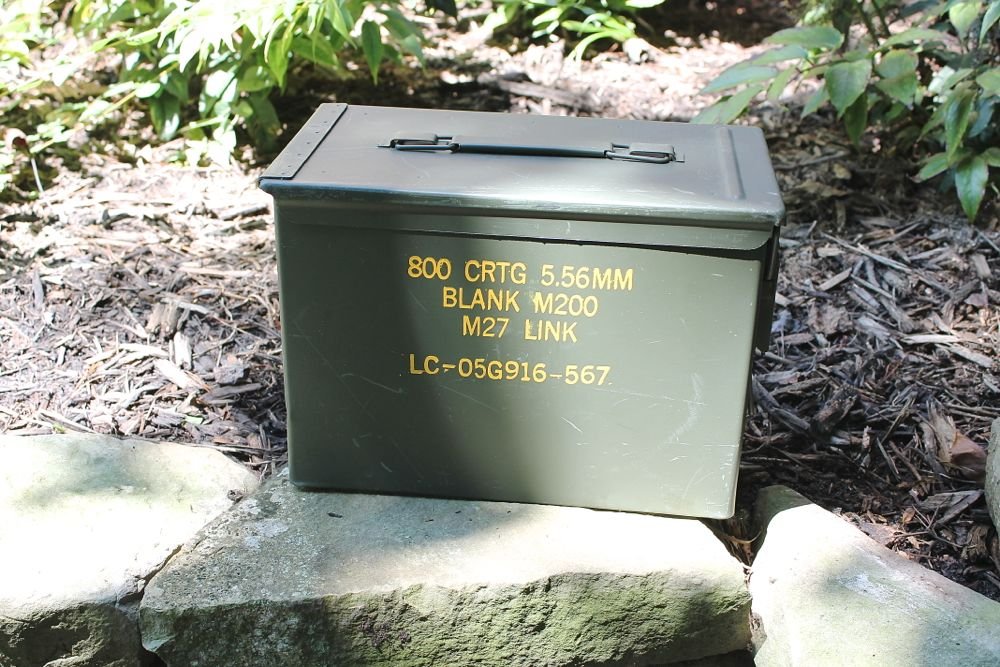 800 CRTG 5.56MM
BLANK M200
M27 LINK
LC-05G916-567